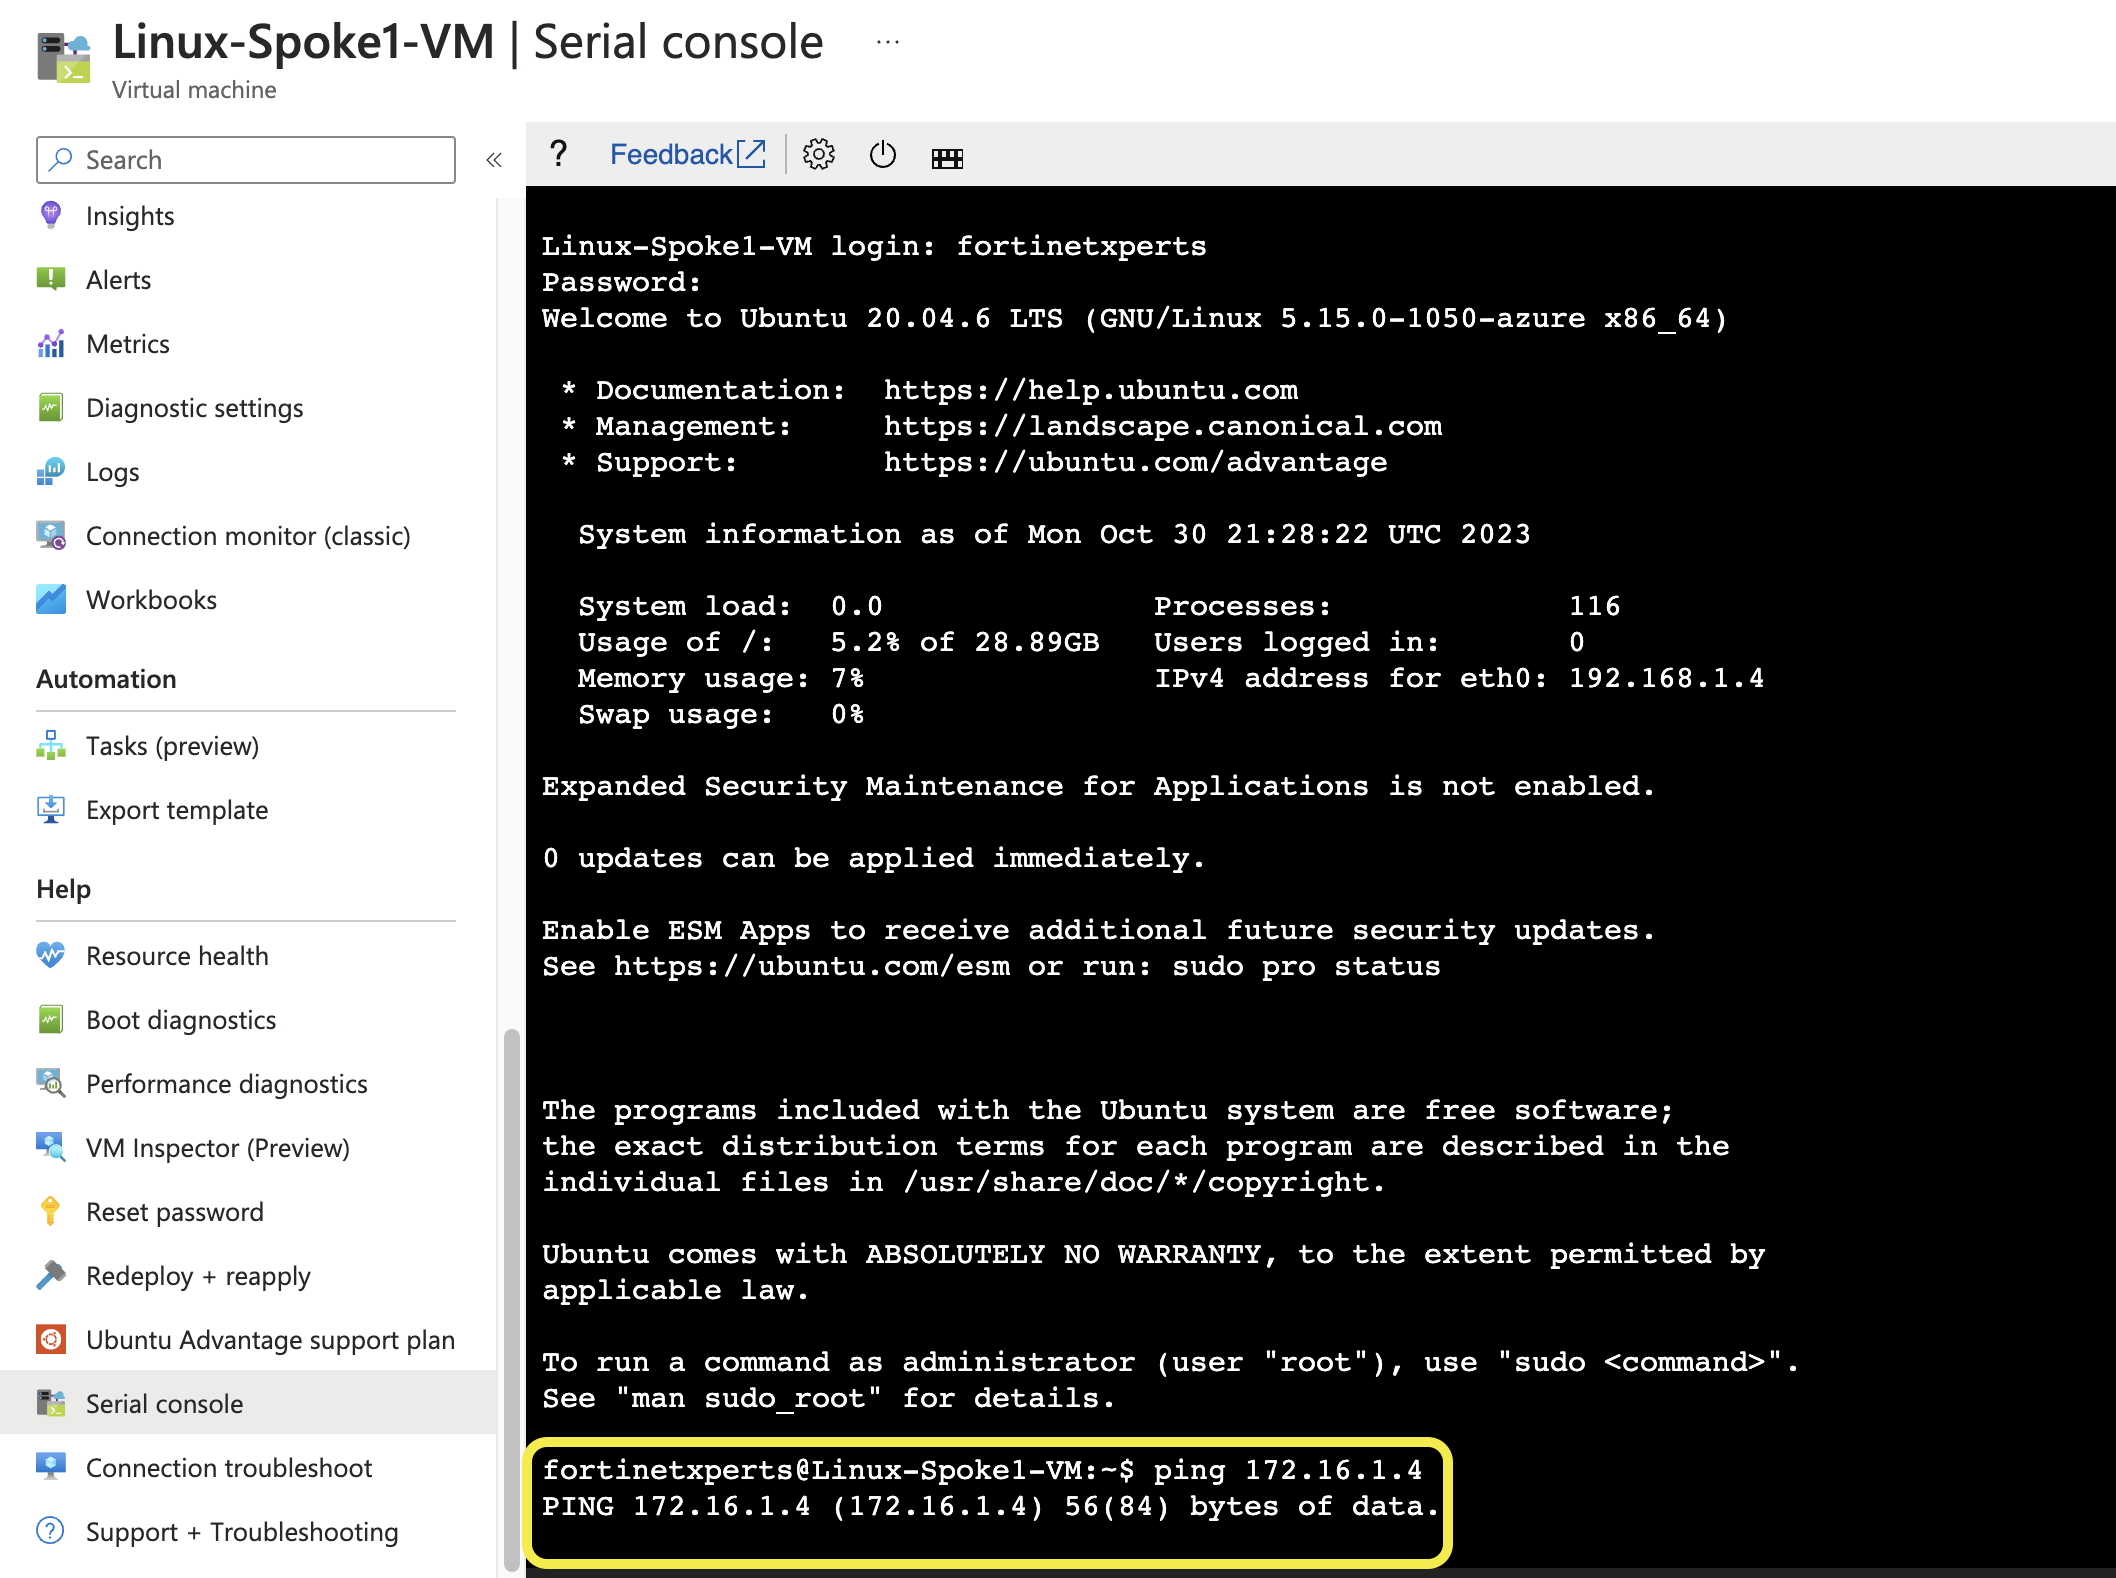 Linux-Spoke1-VM | Serial console ...
Virtual machine
Search
«
Insights
Alerts
Metrics
Diagnostic settings
Logs
Connection monitor (classic)
Workbooks
Automation
Tasks (preview)
Export template
Help
Resource health
Boot diagnostics
Performance diagnostics
VM Inspector (Preview)
Reset password
Redeploy + reapply
Ubuntu Advantage support plan
Serial console
Connection troubleshoot
Support + Troubleshooting
? Feedback
Linux-Spoke1-VM login: fortinetxperts
Password:
Welcome to Ubuntu 20.04.6 LTS (GNU/Linux 5.15.0-1050-azure x86_64)
* Documentation: https://help.ubuntu.com
* Management: https://landscape.canonical.com
* Support: https://ubuntu.com/advantage
System information as of Mon Oct 30 21:28:22 UTC 2023
System load: 0.0 Processes: 116
Usage of /: 5.2% of 28.89GB Users logged in: 0
Memory usage: 7% IPv4 address for eth0: 192.168.1.4
Swap usage: 0%
Expanded Security Maintenance for Applications is not enabled.
0 updates can be applied immediately.
Enable ESM Apps to receive additional future security updates.
See https://ubuntu.com/esm or run: sudo pro status
The programs included with the Ubuntu system are free software;
the exact distribution terms for each program are described in the
individual files in /usr/share/doc/*/copyright.
Ubuntu comes with ABSOLUTELY NO WARRANTY, to the extent permitted by
applicable law.
To run a command as administrator (user "root"), use "sudo <command>".
See "man sudo_root" for details.
fortinetxperts@Linux-Spoke1-VM:~$ ping 172.16.1.4
PING 172.16.1.4 (172.16.1.4) 56(84) bytes of data.